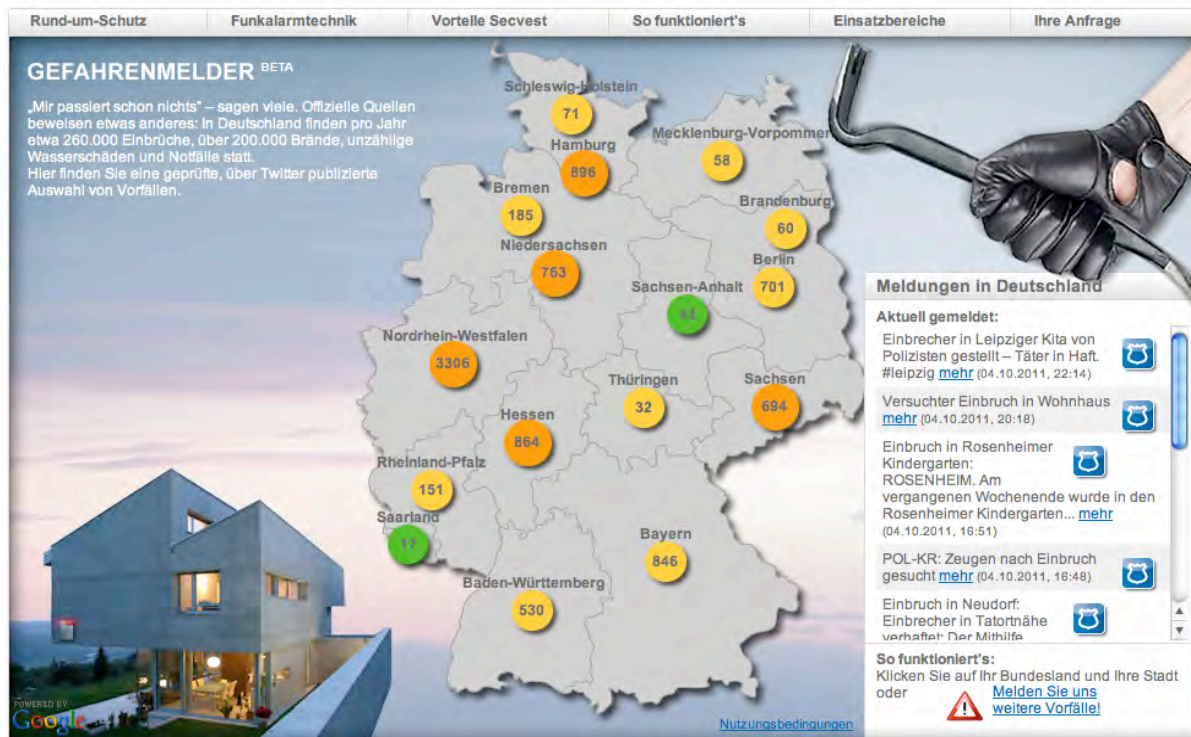 Rund-um-Schutz
Funkalarmtechnik
Vorteile Secvest
So funktioniert's
Einsatzbereiche
Ihre Anfrage
GEFAHRENMELDER BETA
„Mir passiert schon nichts“ – sagen viele. Offizielle Quellen
beweisen etwas anderes: In Deutschland finden pro Jahr
etwa 260.000 Einbrüche, über 200.000 Brände, unzählige
Wasserschäden und Notfälle statt.
Hier finden Sie eine geprüfte, über Twitter publizierte
Auswahl von Vorfällen.
Schleswig-Holstein
71
Mecklenburg-Vorpommer
58
Hamburg
896
Bremen
185
Brandenburg
60
Niedersachsen
763
Berlin
701
Sachsen-Anhalt
Nordrhein-Westfalen
3306
Thüringen
32
Sachsen
694
Hessen
864
Rheinland-Pfalz
151
Saarland
Bayern
846
Baden-Württemberg
530
Nutzungsbedingungen
POWERED BY
Google
Meldungen in Deutschland
Aktuell gemeldet:
Einbrecher in Leipziger Kita von
Polizisten gestellt – Täter in Haft.
#leipzig mehr (04.10.2011, 22:14)
Versuchter Einbruch in Wohnhaus
mehr (04.10.2011, 20:18)
Einbruch in Rosenheimer
Kindergarten:
ROSENHEIM. Am
vergangenen Wochenende wurde in den
Rosenheimer Kindergarten... mehr
(04.10.2011, 16:51)
POL-KR: Zeugen nach Einbruch
gesucht mehr (04.10.2011, 16:48)
Einbruch in Neudorf:
Einbrecher in Tatortnähe
verhaftet: Der Mithilfe
So funktioniert's:
Klicken Sie auf Ihr Bundesland und Ihre Stadt
oder
Melden Sie uns
weitere Vorfälle!